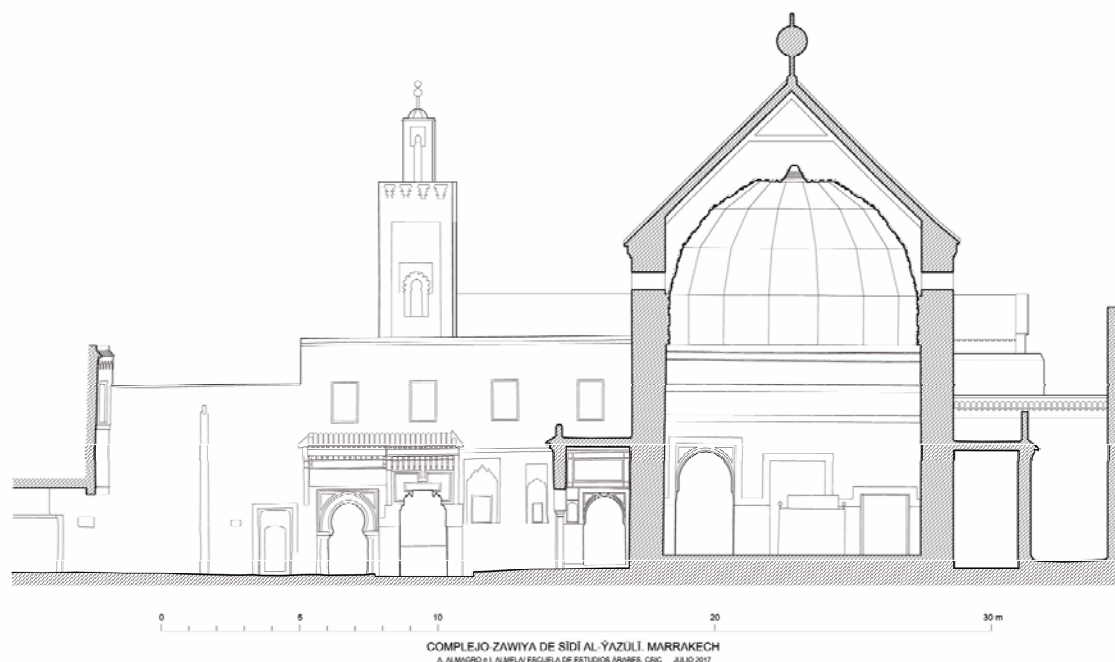 0 5 10 20 30 m
COMPLEJO-ZAWIYA DE SĪDĪ AL-ŶAZŪLĪ. MARRAKECH
A. ALMAGRO e I. ALMELA/ ESCUELA DE ESTUDIOS ÁRABES, CSIC JULIO 2017